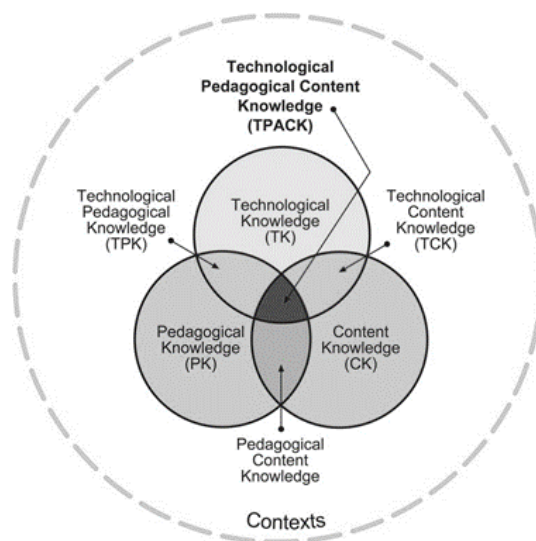 Technological
Pedagogical Content
Knowledge
(TPACK)
Technological
Pedagogical
Knowledge
(TPK)
Technological
Knowledge
(TK)
Technological
Content
Knowledge
(TCK)
Pedagogical
Knowledge
(PK)
Content
Knowledge
(CK)
Pedagogical
Content
Knowledge
Contexts